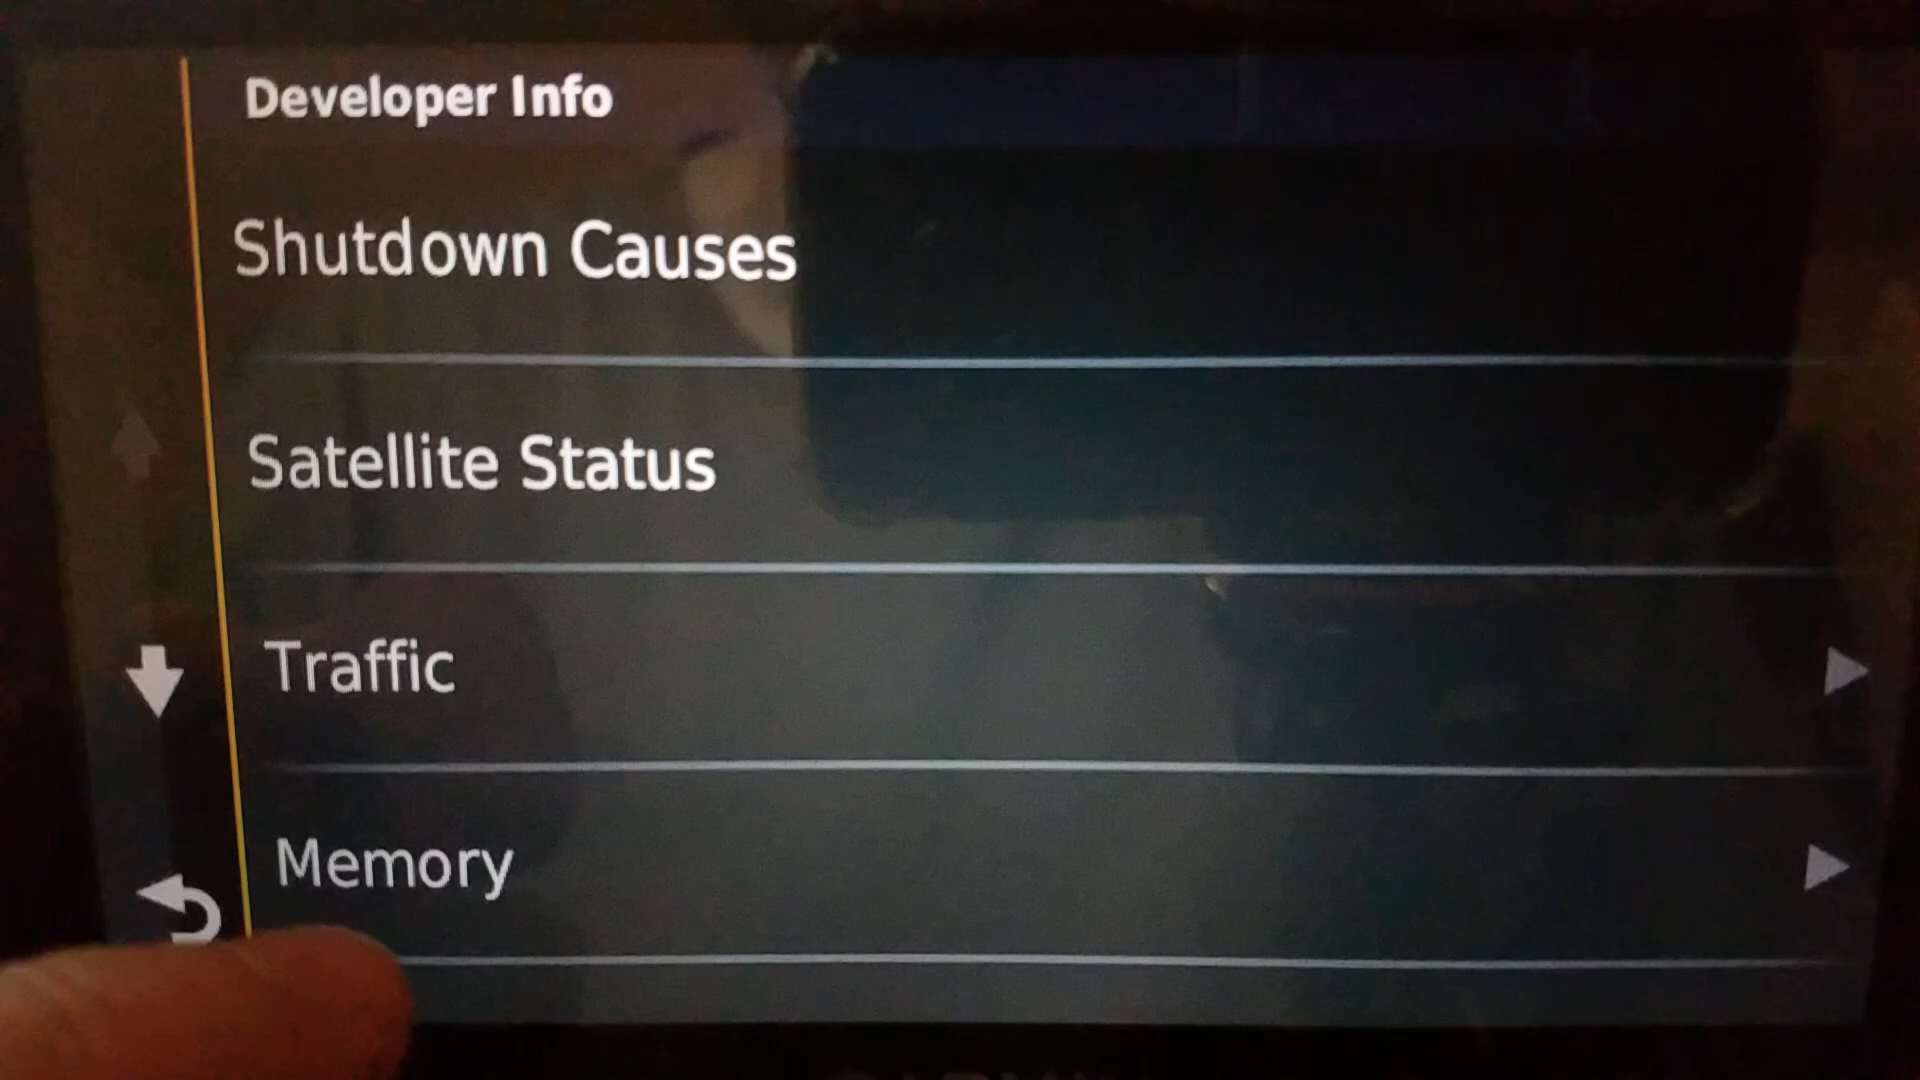 Developer Info
Shutdown Causes
Satellite Status
Traffic
Memory